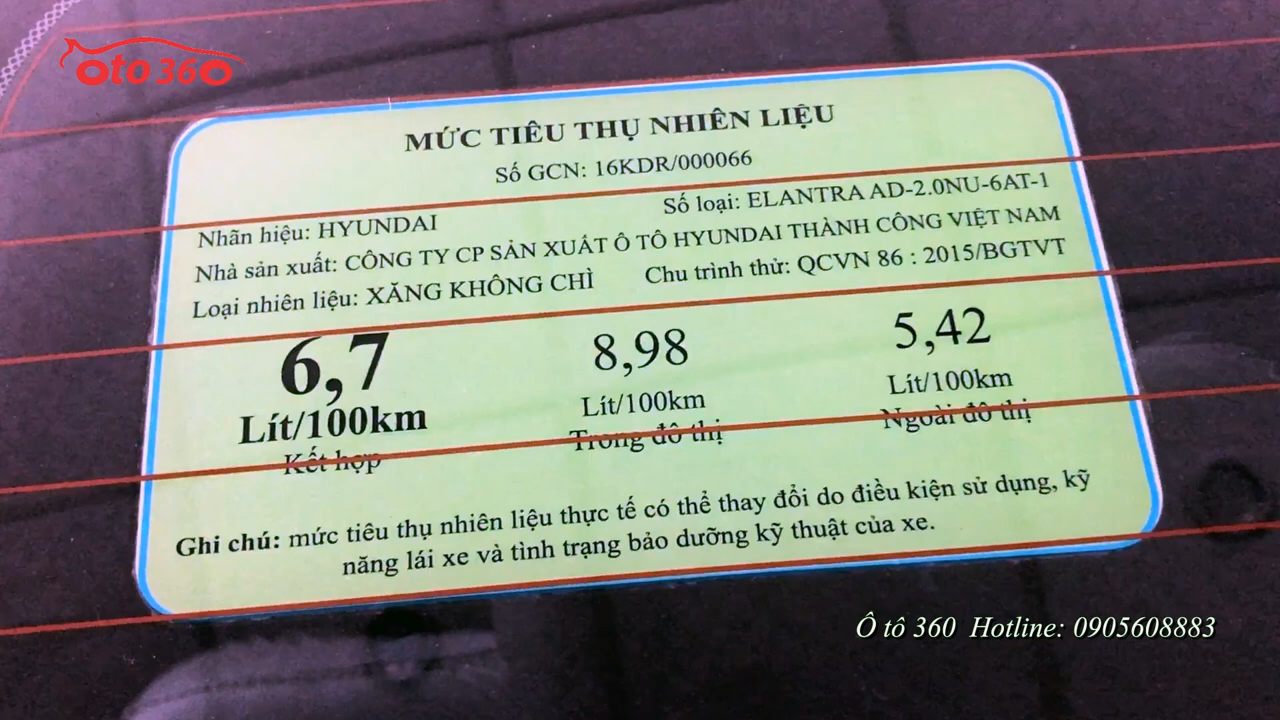 oto 360
MỨC TIÊU THỤ NHIÊN LIỆU
Số GCN: 16KDR/000066
Nhãn hiệu: HYUNDAI Số loại: ELANTRA AD-2.0NU-6AT-1
Nhà sản xuất: CÔNG TY CP SẢN XUẤT Ô TÔ HYUNDAI THÀNH CÔNG VIỆT NAM
Loại nhiên liệu: XĂNG KHÔNG CHÌ Chu trình thử: QCVN 86 : 2015/BGTVT
6,7 8,98 5,42
Lít/100km Lít/100km Lít/100km
Kết hợp Trong đô thị Ngoài đô thị
Ghi chú: mức tiêu thụ nhiên liệu thực tế có thể thay đổi do điều kiện sử dụng, kỹ
năng lái xe và tình trạng bảo dưỡng kỹ thuật của xe.
Ô tô 360 Hotline: 0905608883